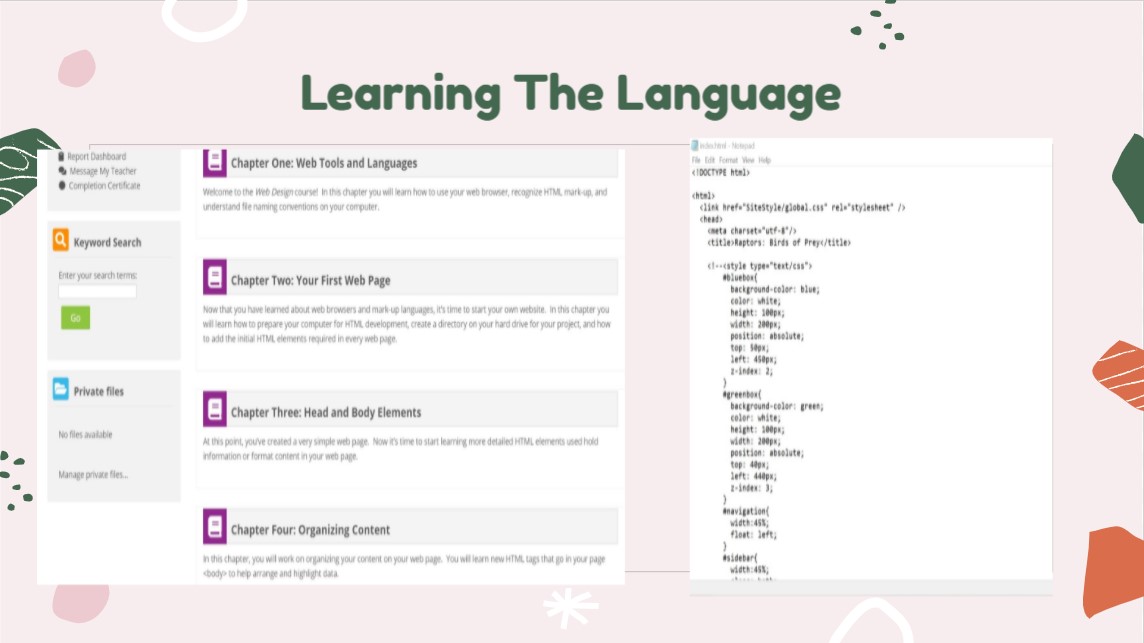 Learning The Language
Report Dashboard
Message My Teacher
Completion Certificate
Keyword Search
Enter your search terms:
Go
Private files
No files available
Manage private files...
Chapter One: Web Tools and Languages
Welcome to the Web Design course! In this chapter you will learn how to use your web browser, recognize HTML mark-up, and
understand file naming conventions on your computer.
Chapter Two: Your First Web Page
Now that you have learned about web browsers and mark-up languages, it's time to start your own website. In this chapter you
will learn how to prepare your computer for HTML development, create a directory on your hard drive for your project, and how
to add the initial HTML elements required in every web page.
Chapter Three: Head and Body Elements
At this point, you've created a very simple web page. Now it's time to start learning more detailed HTML elements used hold
information or format content in your web page.
Chapter Four: Organizing Content
In this chapter, you will work on organizing your content on your web page. You will learn new HTML tags that go in your page
<body> to help arrange and highlight data.
index.html - Notepad
File Edit Format View Help
<!DOCTYPE html>
<html>
<link href="SiteStyle/global.css" rel="stylesheet" />
<head>
<meta charset="utf-8"/>
<title>Raptors: Birds of Prey</title>
<!--<style type="text/css">
#bluebox{
background-color: blue;
color: white;
height: 100px;
width: 200px;
position: absolute;
top: 50px;
left: 450px;
z-index: 2;
}
#greenbox{
background-color: green;
color: white;
height: 100px;
width: 200px;
position: absolute;
top: 40px;
left: 440px;
z-index: 3;
}
#navigation{
width:45%;
float: left;
}
#sidebar{
width:45%;